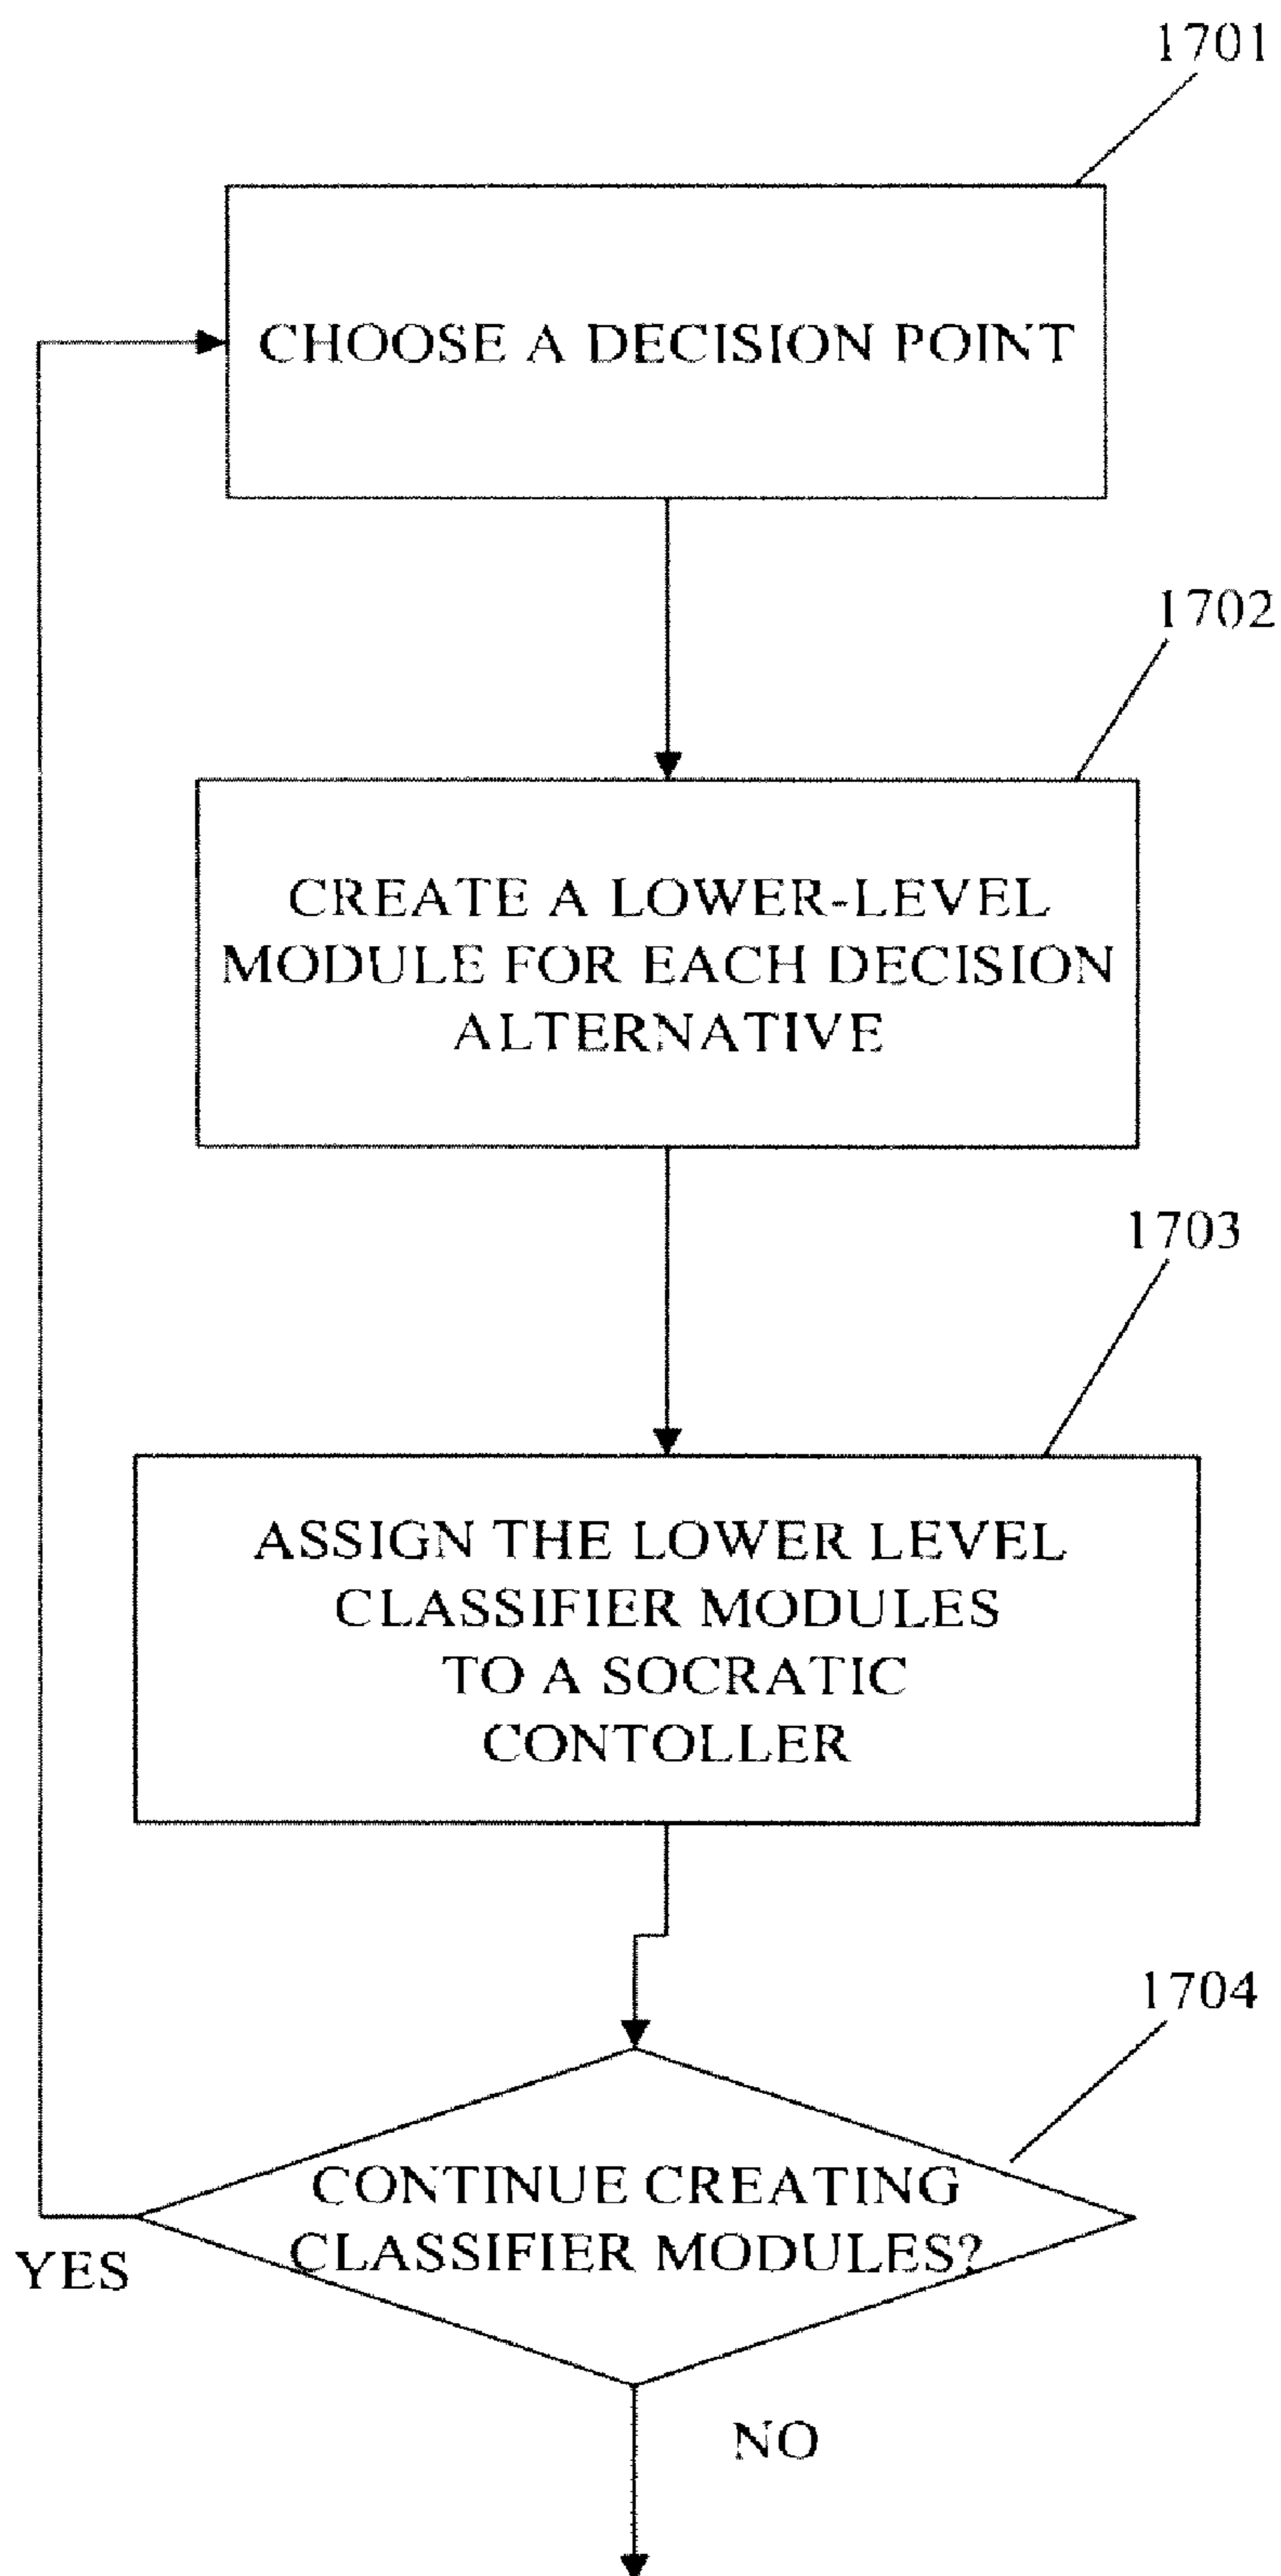 1701
CHOOSE A DECISION POINT
1702
CREATE A LOWER-LEVEL
MODULE FOR EACH DECISION
ALTERNATIVE
1703
ASSIGN THE LOWER LEVEL
CLASSIFIER MODULES
TO A SOCRATIC
CONTOLLER
1704
CONTINUE CREATING
CLASSIFIER MODULES?
YES
NO